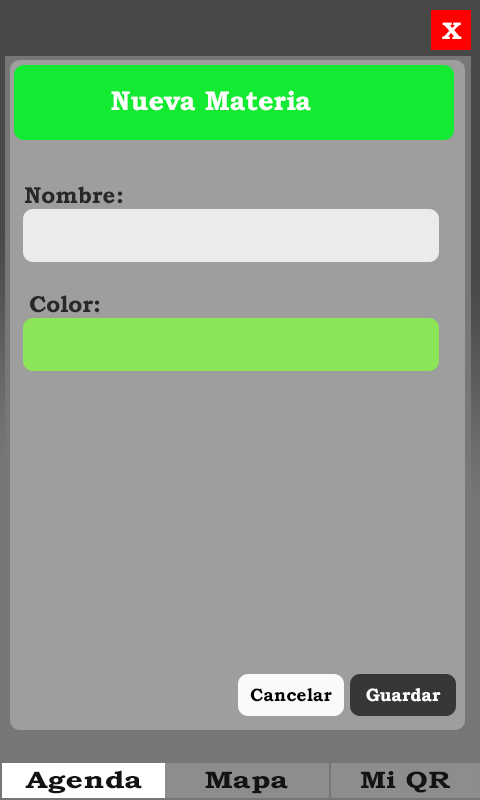 X
Nueva Materia
Nombre:
Color:
Cancelar Guardar
Agenda Mapa Mi QR